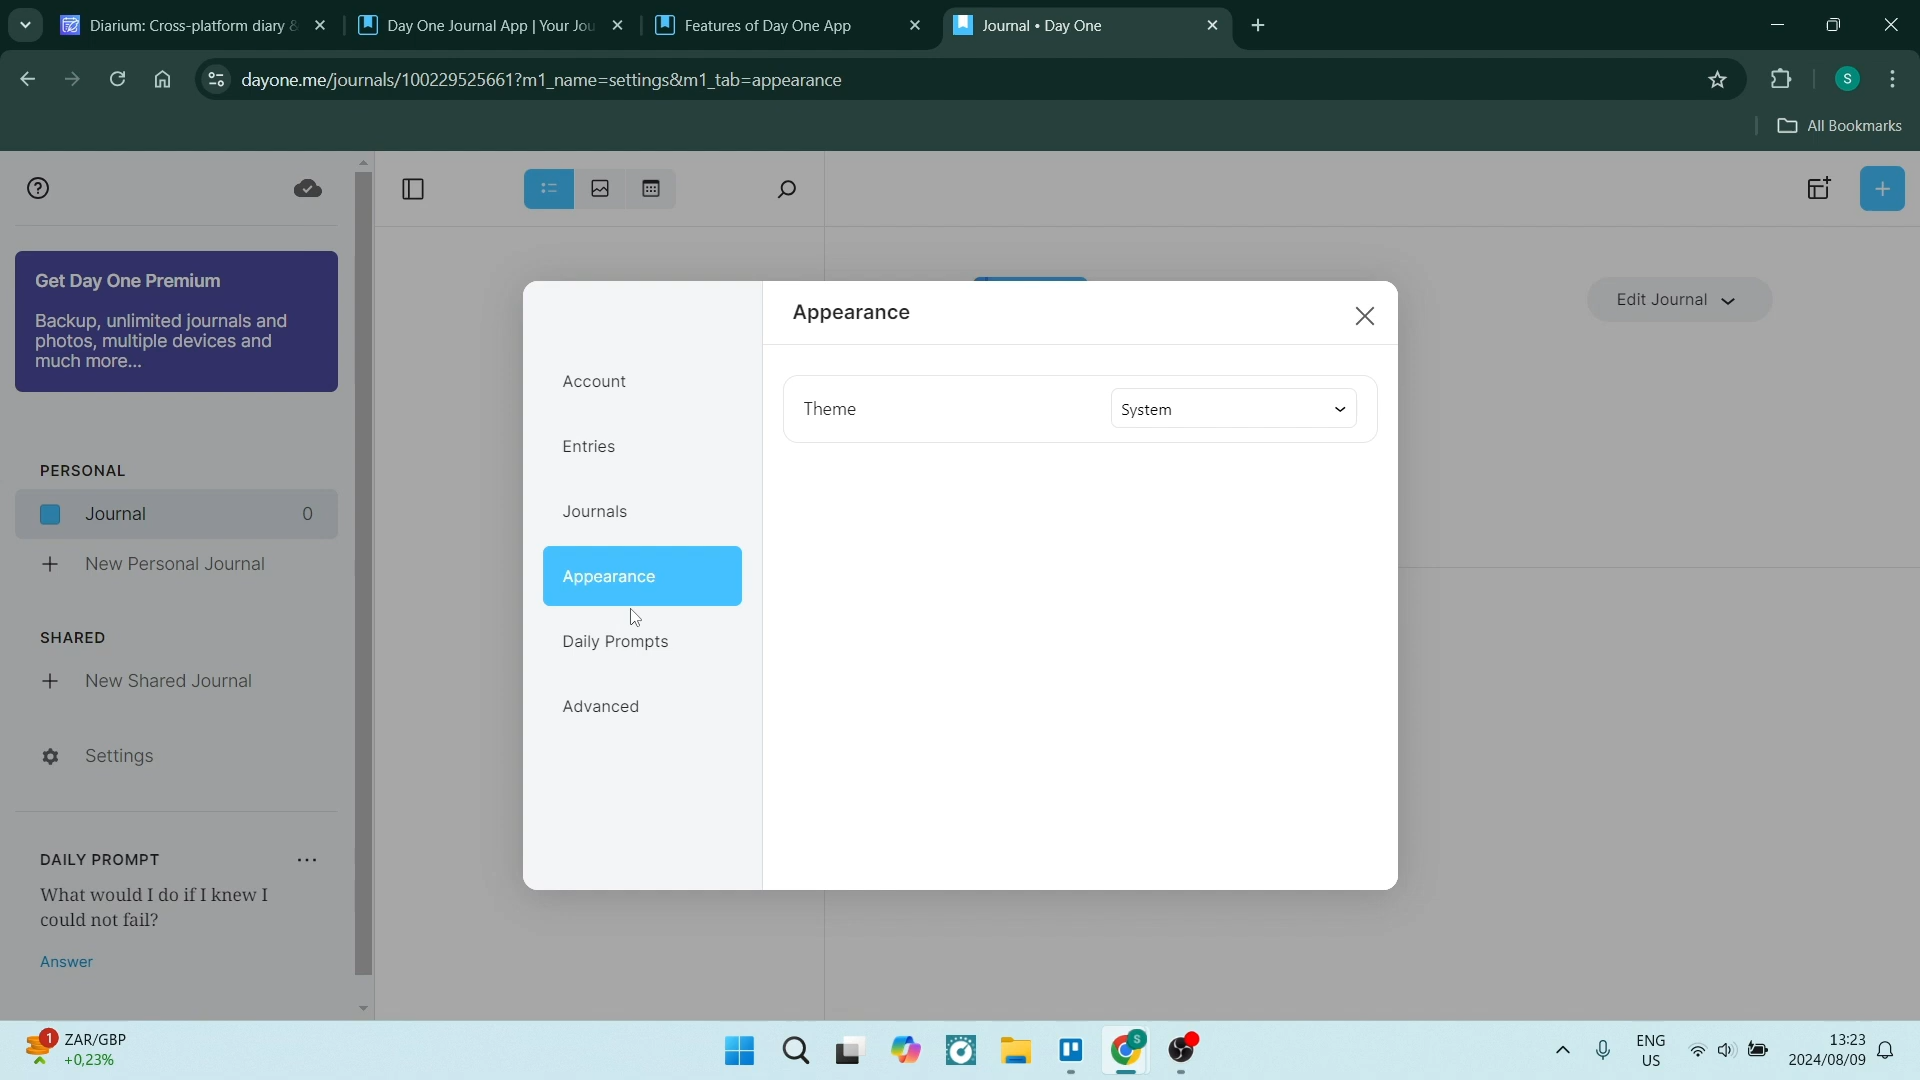 Diarium: Cross-platform diary &
Day One Journal App | Your Jou
Features of Day One App
Journal • Day One
dayone.me/journals/100229525661?m1_name=settings&m1_tab=appearance
S
All Bookmarks
Get Day One Premium
Backup, unlimited journals and
photos, multiple devices and
much more...
PERSONAL
Journal 0
New Personal Journal
SHARED
New Shared Journal
Settings
DAILY PROMPT
What would I do if I knew I
could not fail?
Answer
Edit Journal
Account
Entries
Journals
Appearance
Daily Prompts
Advanced
Appearance
Theme
System
1
ZAR/GBP
+0,23%
S
ENG
US
13:23
2024/08/09